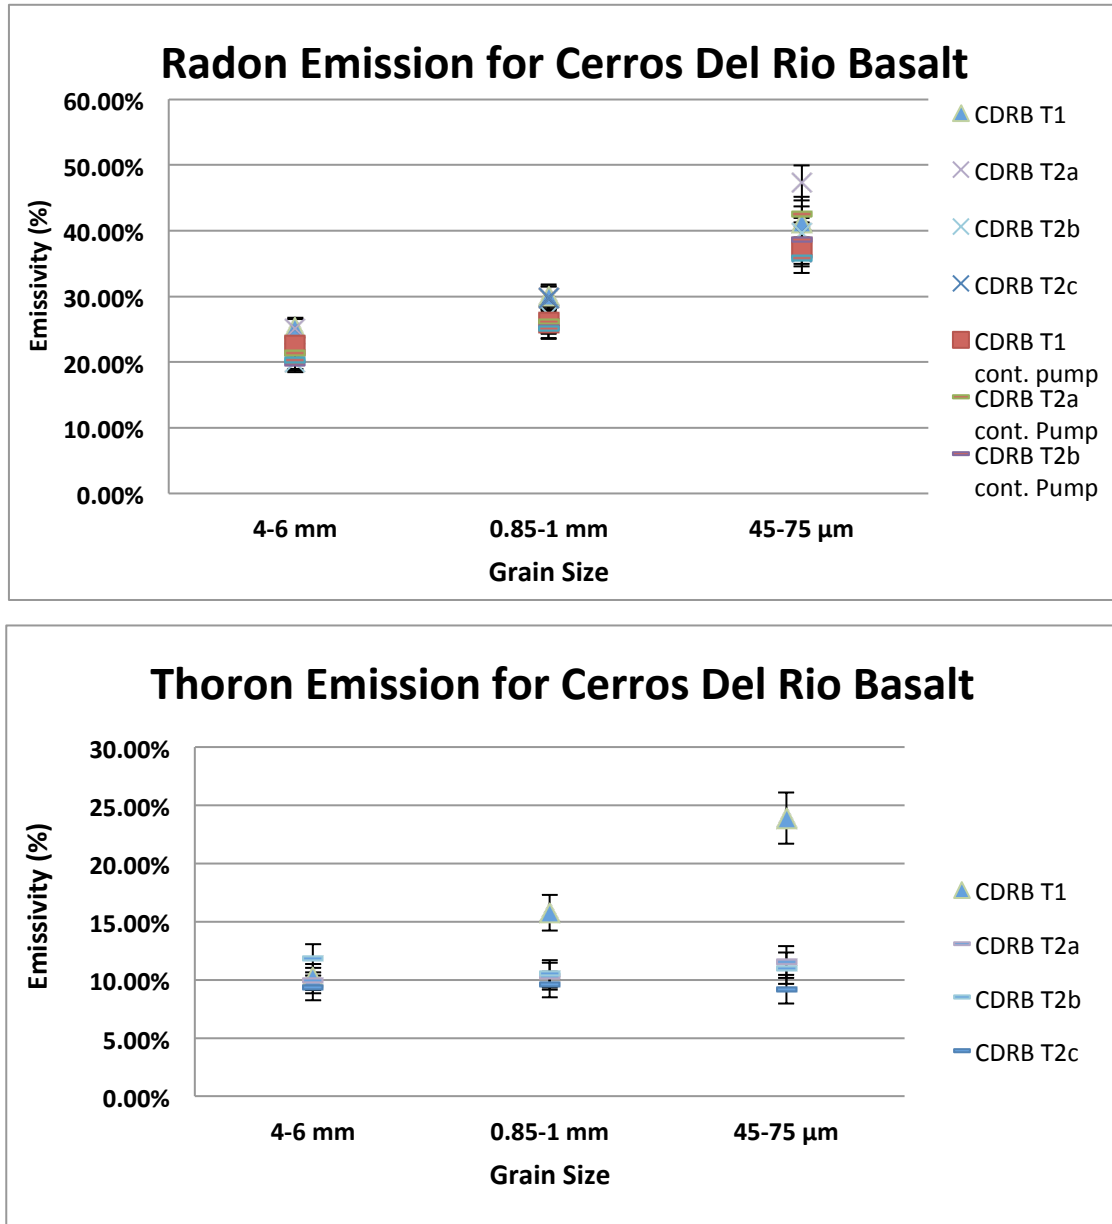 Radon Emission for Cerros Del Rio Basalt
60.00%
50.00%
40.00%
30.00%
20.00%
10.00%
0.00%
Emissivity (%)
4-6 mm
0.85-1 mm
45-75 µm
Grain Size
CDRB T1
CDRB T2a
CDRB T2b
CDRB T2c
CDRB T1
cont. pump
CDRB T2a
cont. Pump
CDRB T2b
cont. Pump
Thoron Emission for Cerros Del Rio Basalt
30.00%
25.00%
20.00%
15.00%
10.00%
5.00%
0.00%
Emissivity (%)
4-6 mm
0.85-1 mm
45-75 µm
Grain Size
CDRB T1
CDRB T2a
CDRB T2b
CDRB T2c